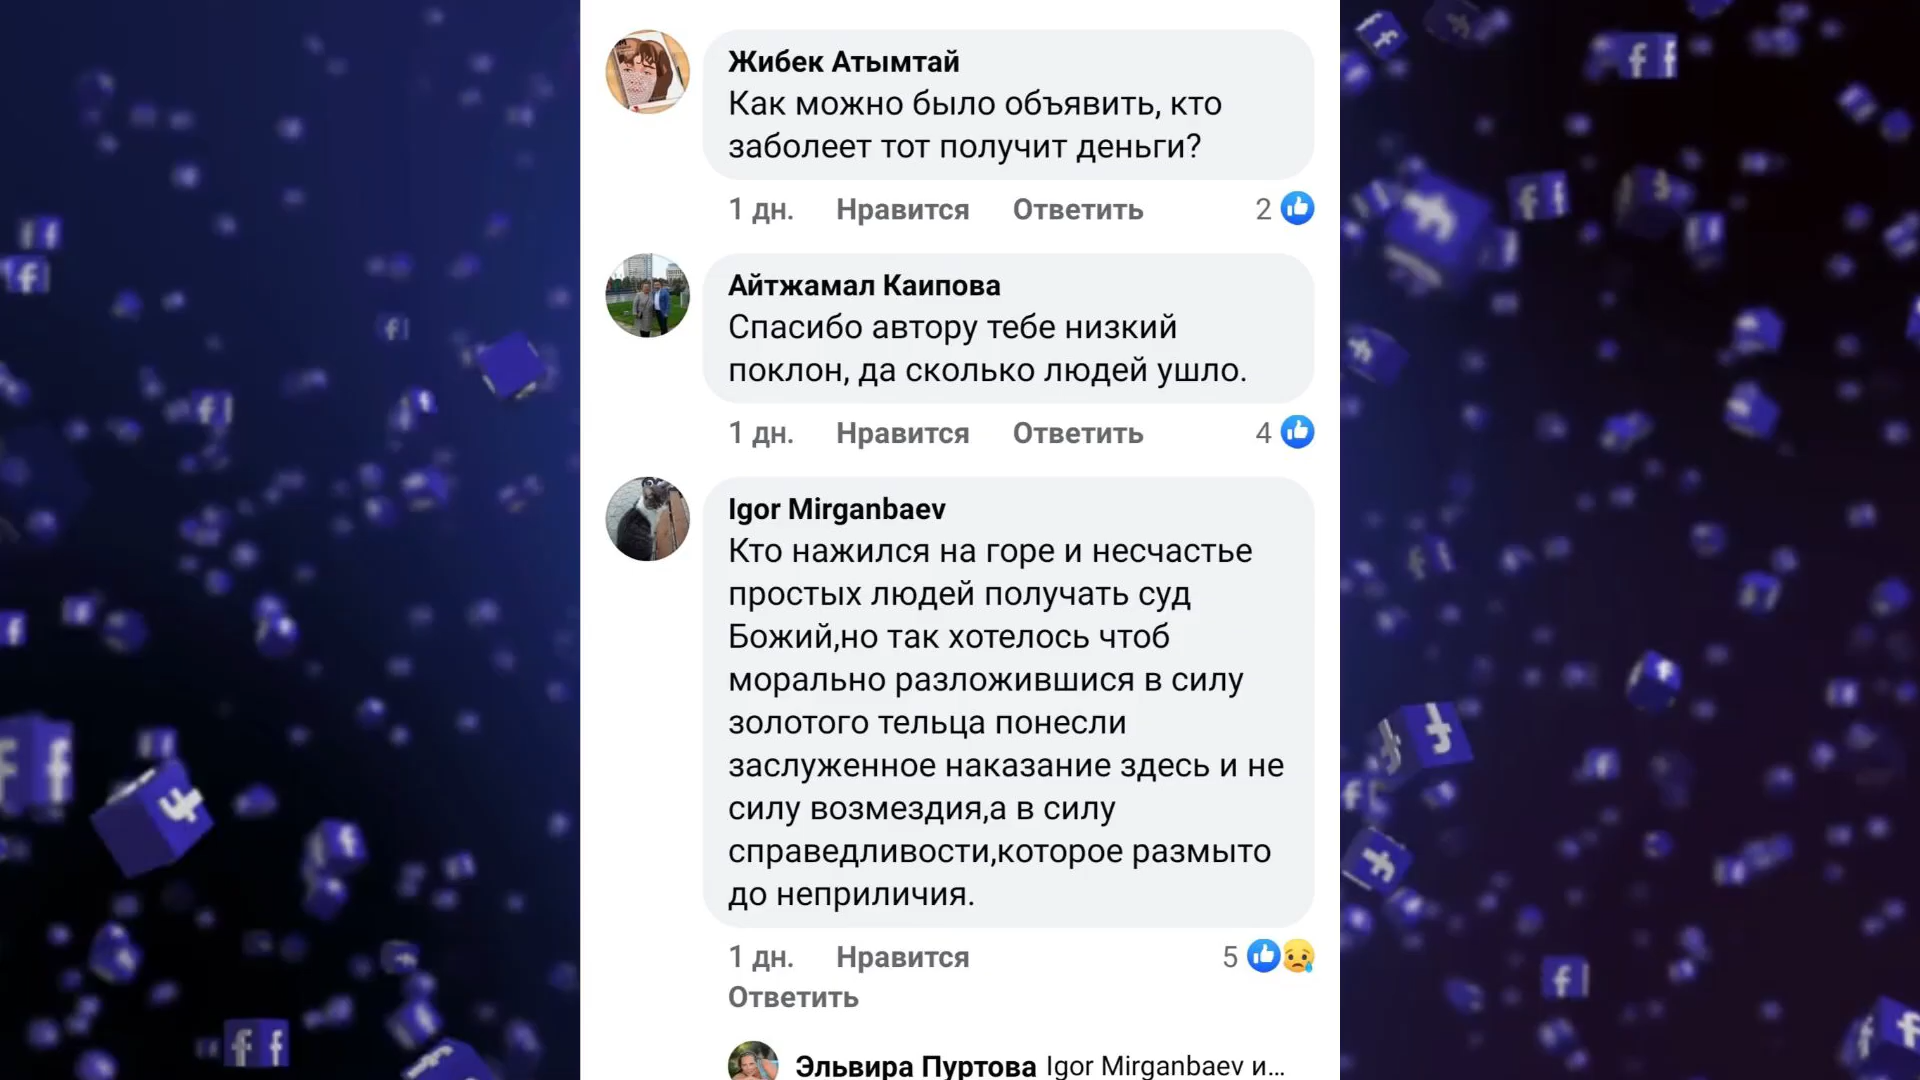 Жибек Атымтай
Как можно было объявить, кто
заболеет тот получит деньги?
1 дн. Нравится Ответить 2
Айтжамал Каипова
Спасибо автору тебе низкий
поклон, да сколько людей ушло.
1 дн. Нравится Ответить 4
Igor Mirganbaev
Кто нажился на горе и несчастье
простых людей получать суд
Божий,но так хотелось чтоб
морально разложившися в силу
золотого тельца понесли
заслуженное наказание здесь и не
силу возмездия,а в силу
справедливости,которое размыто
до неприличия.
1 дн. Нравится 5
Ответить
Эльвира Пуртова Igor Mirganbaev и...